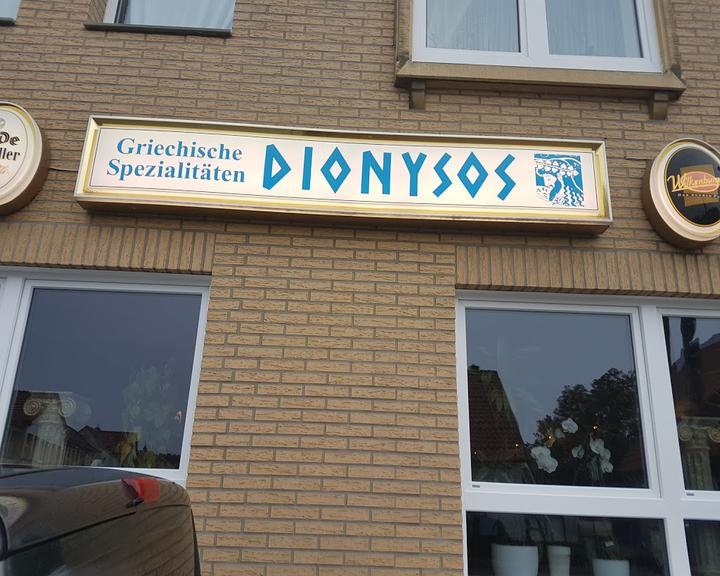 Griechische
Spezialitäten
DIONYSOS